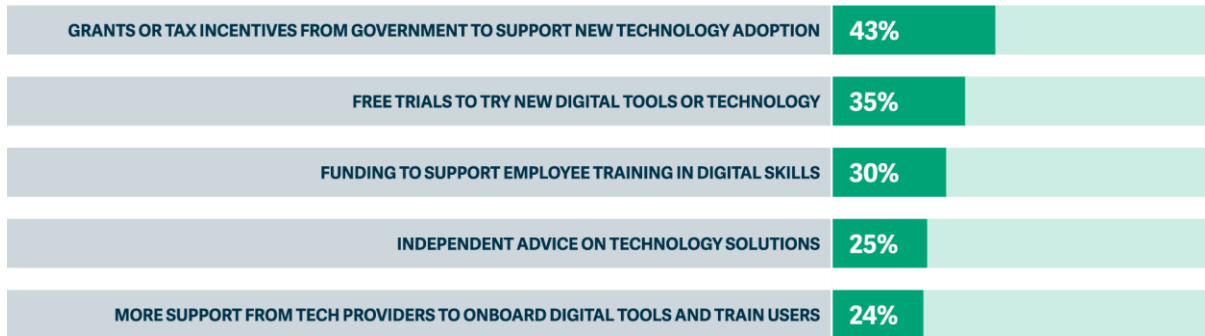 GRANTS OR TAX INCENTIVES FROM GOVERNMENT TO SUPPORT NEW TECHNOLOGY ADOPTION 43%
FREE TRIALS TO TRY NEW DIGITAL TOOLS OR TECHNOLOGY 35%
FUNDING TO SUPPORT EMPLOYEE TRAINING IN DIGITAL SKILLS 30%
INDEPENDENT ADVICE ON TECHNOLOGY SOLUTIONS 25%
MORE SUPPORT FROM TECH PROVIDERS TO ONBOARD DIGITAL TOOLS AND TRAIN USERS 24%